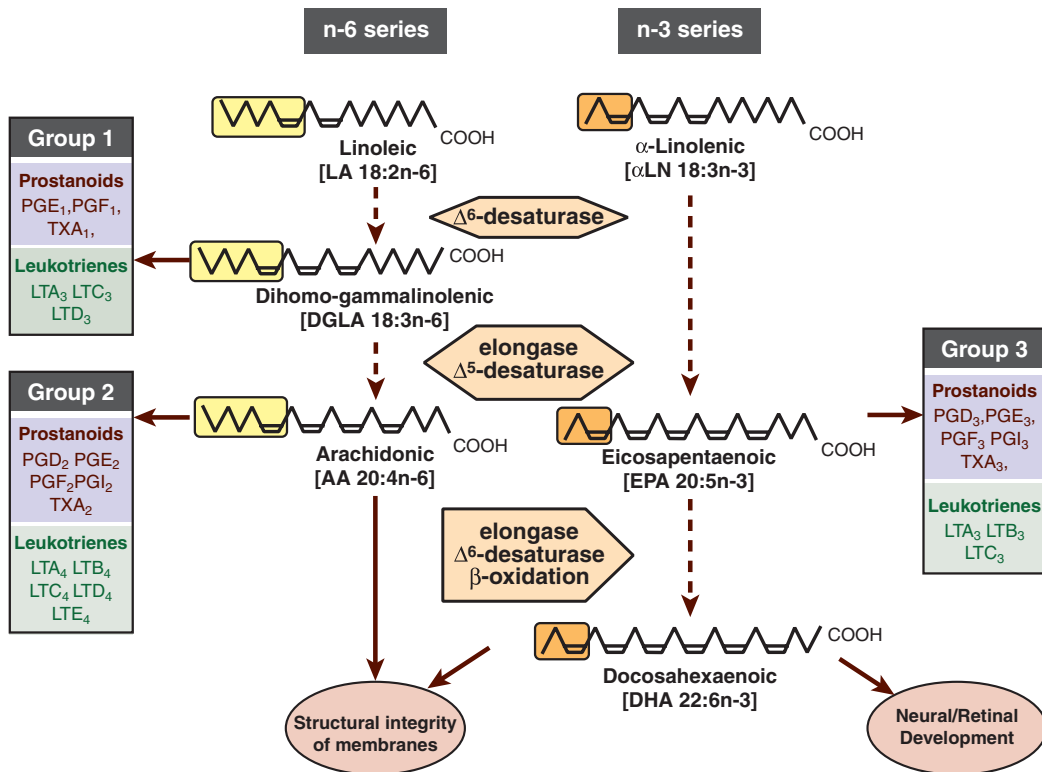 n-6 series
n-3 series
COOH
Linoleic
[LA 18:2n-6]
COOH
α-Linolenic
[αLN 18:3n-3]
Δ⁶-desaturase
Group 1
Prostanoids
PGE₁,PGF₁,
TXA₁,
Leukotrienes
LTA₃ LTC₃
LTD₃
COOH
Dihomo-gammalinolenic
[DGLA 18:3n-6]
elongase
Δ⁵-desaturase
Group 2
Prostanoids
PGD₂ PGE₂
PGF₂PGI₂
TXA₂
Leukotrienes
LTA₄ LTB₄
LTC₄ LTD₄
LTE₄
COOH
Arachidonic
[AA 20:4n-6]
COOH
Eicosapentaenoic
[EPA 20:5n-3]
Group 3
Prostanoids
PGD₃,PGE₃,
PGF₃ PGI₃
TXA₃,
Leukotrienes
LTA₃ LTB₃
LTC₃
elongase
Δ⁶-desaturase
β-oxidation
COOH
Docosahexaenoic
[DHA 22:6n-3]
Structural integrity
of membranes
Neural/Retinal
Development